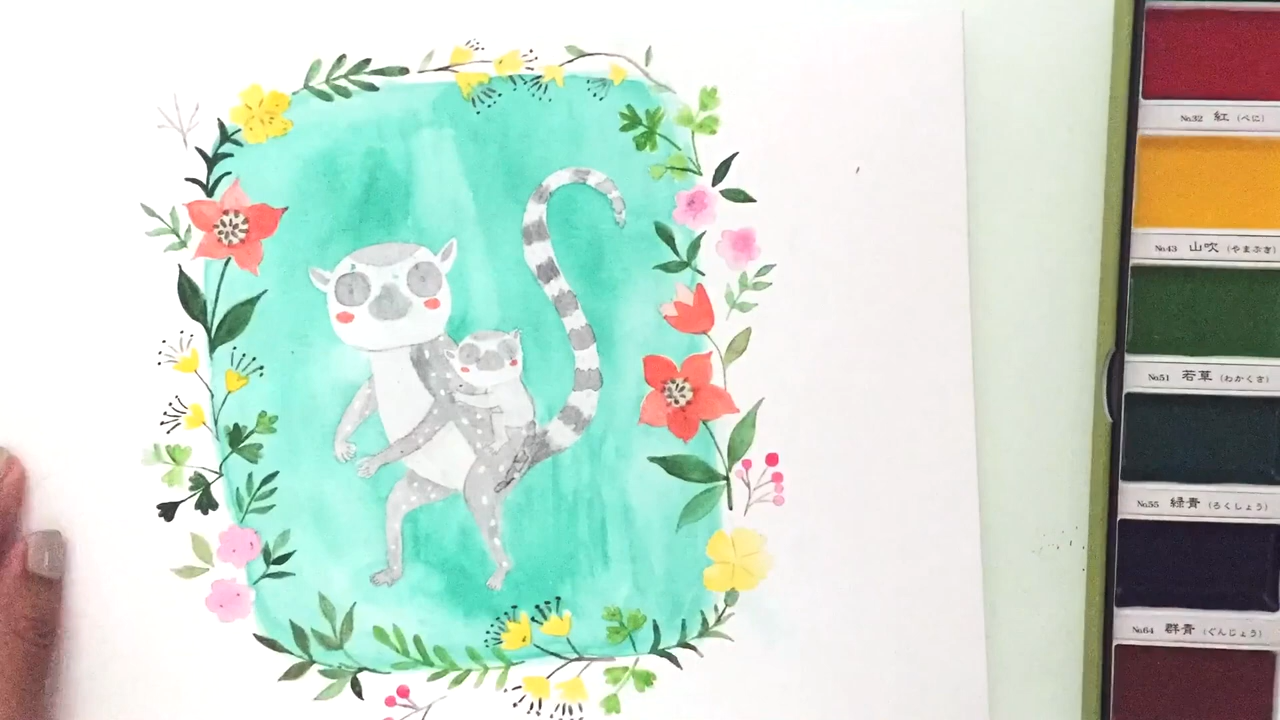 No.32 紅 (べに)
No.43 山吹 (やまぶき)
No.51 若草 (わかくさ)
No.55 緑青 (ろくしょう)
No.64 群青 (ぐんじょう)